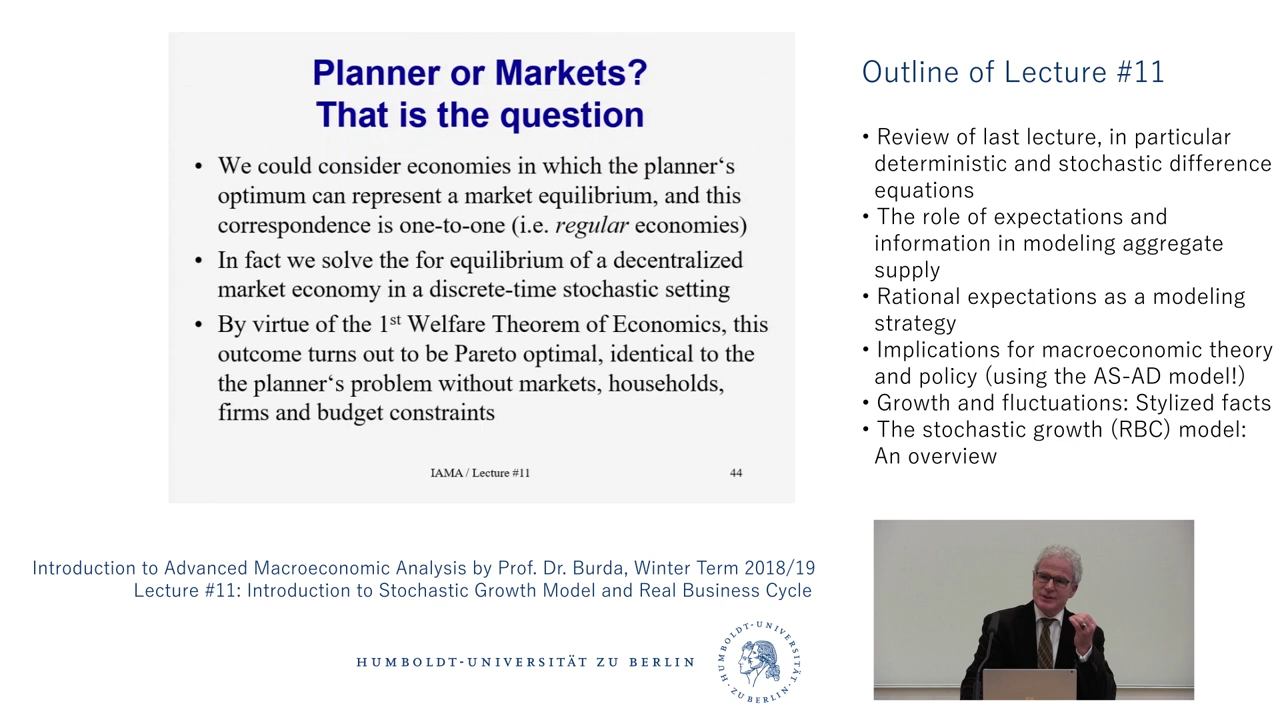 Planner or Markets?
That is the question
• We could consider economies in which the planner‘s
optimum can represent a market equilibrium, and this
correspondence is one-to-one (i.e. regular economies)
• In fact we solve the for equilibrium of a decentralized
market economy in a discrete-time stochastic setting
• By virtue of the 1st Welfare Theorem of Economics, this
outcome turns out to be Pareto optimal, identical to the
the planner‘s problem without markets, households,
firms and budget constraints
IAMA / Lecture #11
44
Outline of Lecture #11
• Review of last lecture, in particular
deterministic and stochastic difference
equations
• The role of expectations and
information in modeling aggregate
supply
• Rational expectations as a modeling
strategy
• Implications for macroeconomic theory
and policy (using the AS-AD model!)
• Growth and fluctuations: Stylized facts
• The stochastic growth (RBC) model:
An overview
Introduction to Advanced Macroeconomic Analysis by Prof. Dr. Burda, Winter Term 2018/19
Lecture #11: Introduction to Stochastic Growth Model and Real Business Cycle
HUMBOLDT-UNIVERSITÄT ZU BERLIN
HUMBOLDT-UNIVERSITÄT
ZU BERLIN